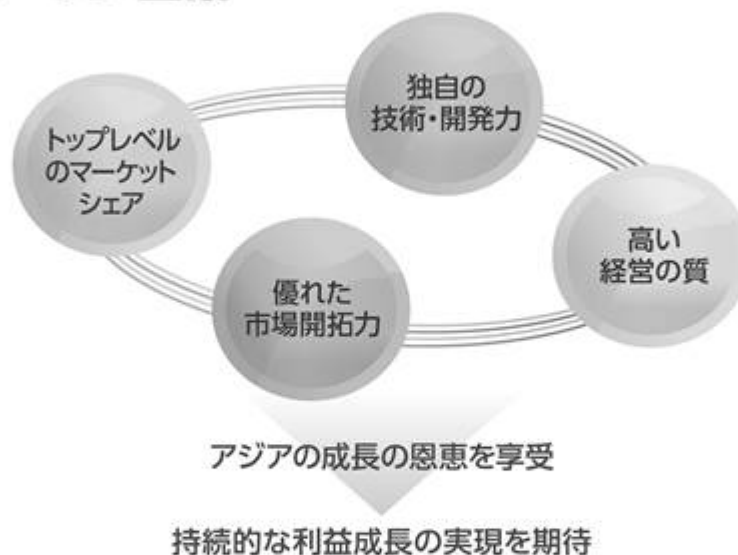 独自の
技術・開発力
トップレベル
のマーケット
シェア
高い
経営の質
優れた
市場開拓力
アジアの成長の恩恵を享受
持続的な利益成長の実現を期待